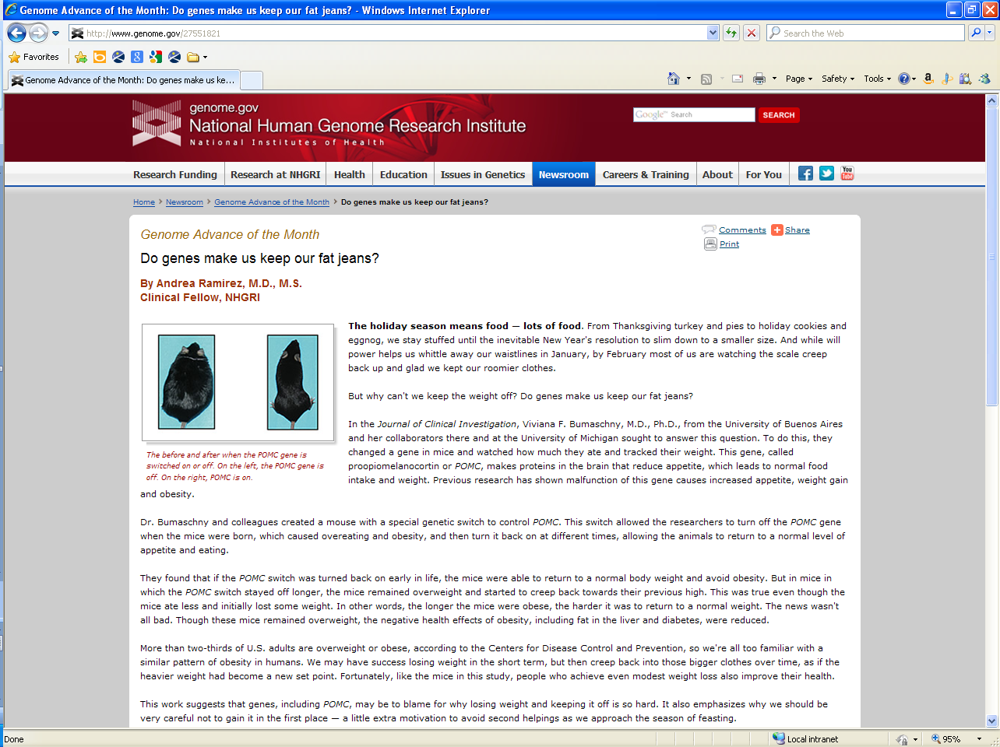 Genome Advance of the Month: Do genes make us keep our fat jeans? - Windows Internet Explorer
http://www.genome.gov/27551821
Search the Web
Favorites
Genome Advance of the Month: Do genes make us ke...
Page
Safety
Tools
genome.gov
National Human Genome Research Institute
National Institutes of Health
Google™ Search
SEARCH
Research Funding
Research at NHGRI
Health
Education
Issues in Genetics
Newsroom
Careers & Training
About
For You
You Tube
Home > Newsroom > Genome Advance of the Month > Do genes make us keep our fat jeans?
Genome Advance of the Month
Comments
Share
Print
Do genes make us keep our fat jeans?
By Andrea Ramirez, M.D., M.S.
Clinical Fellow, NHGRI
The before and after when the POMC gene is
switched on or off. On the left, the POMC gene is
off. On the right, POMC is on.
The holiday season means food — lots of food. From Thanksgiving turkey and pies to holiday cookies and
eggnog, we stay stuffed until the inevitable New Year's resolution to slim down to a smaller size. And while will
power helps us whittle away our waistlines in January, by February most of us are watching the scale creep
back up and glad we kept our roomier clothes.
But why can't we keep the weight off? Do genes make us keep our fat jeans?
In the Journal of Clinical Investigation, Viviana F. Bumaschny, M.D., Ph.D., from the University of Buenos Aires
and her collaborators there and at the University of Michigan sought to answer this question. To do this, they
changed a gene in mice and watched how much they ate and tracked their weight. This gene, called
proopiomelanocortin or POMC, makes proteins in the brain that reduce appetite, which leads to normal food
intake and weight. Previous research has shown malfunction of this gene causes increased appetite, weight gain
and obesity.
Dr. Bumaschny and colleagues created a mouse with a special genetic switch to control POMC. This switch allowed the researchers to turn off the POMC gene
when the mice were born, which caused overeating and obesity, and then turn it back on at different times, allowing the animals to return to a normal level of
appetite and eating.
They found that if the POMC switch was turned back on early in life, the mice were able to return to a normal body weight and avoid obesity. But in mice in
which the POMC switch stayed off longer, the mice remained overweight and started to creep back towards their previous high. This was true even though the
mice ate less and initially lost some weight. In other words, the longer the mice were obese, the harder it was to return to a normal weight. The news wasn't
all bad. Though these mice remained overweight, the negative health effects of obesity, including fat in the liver and diabetes, were reduced.
More than two-thirds of U.S. adults are overweight or obese, according to the Centers for Disease Control and Prevention, so we're all too familiar with a
similar pattern of obesity in humans. We may have success losing weight in the short term, but then creep back into those bigger clothes over time, as if the
heavier weight had become a new set point. Fortunately, like the mice in this study, people who achieve even modest weight loss also improve their health.
This work suggests that genes, including POMC, may be to blame for why losing weight and keeping it off is so hard. It also emphasizes why we should be
very careful not to gain it in the first place — a little extra motivation to avoid second helpings as we approach the season of feasting.
Done
Local intranet
95%